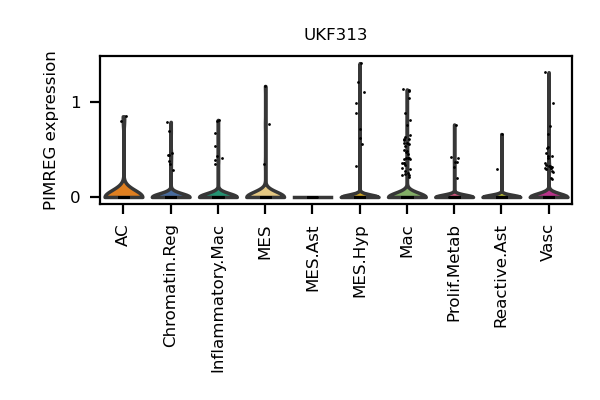 UKF313
PIMREG expression
1
0
AC
Chromatin.Reg
Inflammatory.Mac
MES
MES.Ast
MES.Hyp
Mac
Prolif.Metab
Reactive.Ast
Vasc